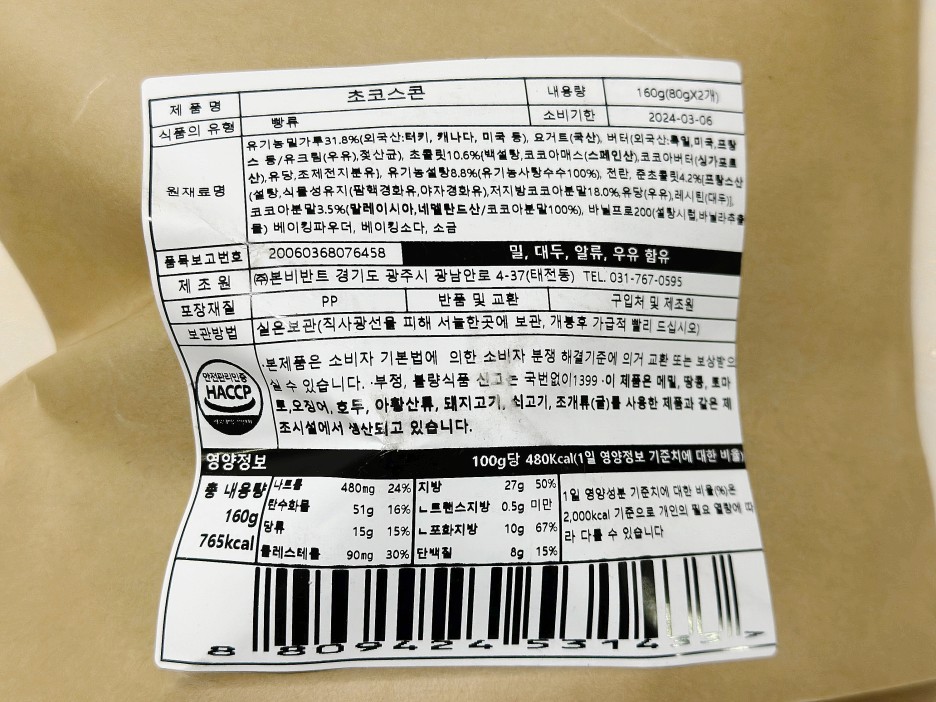 제 품 명 초코스콘 내용량 160g(80gX2개)
식품의 유형 빵류 소비기한 2024-03-06
원재료명
유기농밀가루31.8%(외국산:터키, 캐나다, 미국 등), 요거트(국산), 버터(외국산:독일,미국,프랑
스 등/유크림(우유),젖산균), 초콜릿10.6%(백설탕,코코아매스(스페인산),코코아버터(싱가포르
산),유당,조제전지분유), 유기농설탕8.8%(유기농사탕수수100%), 전란, 준초콜릿4.2%[프랑스산
(설탕,식물성유지(팜핵경화유,야자경화유),저지방코코아분말18.0%,유당(우유),레시틴(대두)],
코코아분말3.5%(말레이시아,네델란드산/코코아분말100%), 바닐라프로200(설탕시럽,바닐라추출
물) 베이킹파우더, 베이킹소다, 소금
품목보고번호 20060368076458 밀, 대두, 알류, 우유 함유
제 조 원 ㈜본비반트 경기도 광주시 광남안로 4-37(태전동) TEL. 031-767-0595
포장재질 PP 반품 및 교환 구입처 및 제조원
보관방법 실온보관(직사광선을 피해 서늘한곳에 보관, 개봉후 가급적 빨리 드십시오)
안전관리인증
HACCP
·본제품은 소비자 기본법에 의한 소비자 분쟁 해결기준에 의거 교환 또는 보상받으
실 수 있습니다. ·부정, 불량식품 신고는 국번없이1399 ·이 제품은 메밀, 땅콩, 토마
토,오징어, 호두, 아황산류, 돼지고기, 쇠고기, 조개류(굴)를 사용한 제품과 같은 제
조시설에서 생산되고 있습니다.
영양정보 100g당 480Kcal(1일 영양정보 기준치에 대한 비율)
총 내용량
160g
765kcal
나트륨 480mg 24% 지방 27g 50%
탄수화물 51g 16% ㄴ트랜스지방 0.5g 미만
당류 15g 15% ㄴ포화지방 10g 67%
콜레스테롤 90mg 30% 단백질 8g 15%
1일 영양성분 기준치에 대한 비율(%)은
2,000kcal 기준으로 개인의 필요 열량에 따
라 다를 수 있습니다
8 809424 531455 7